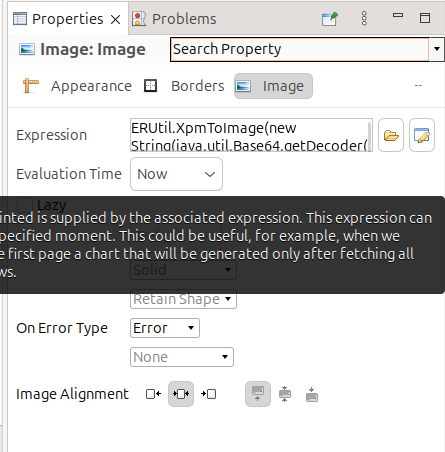 Properties × Problems
Image: Image Search Property
Appearance Borders Image
Expression
ERUtil.XpmToImage(new
String(java.util.Base64.getDecoder(
Evaluation Time Now
Lazy
inted is supplied by the associated expression. This expression can
pecified moment. This could be useful, for example, when we
e first page a chart that will be generated only after fetching all
ws.
Solid
Retain Shape
On Error Type Error
None
Image Alignment